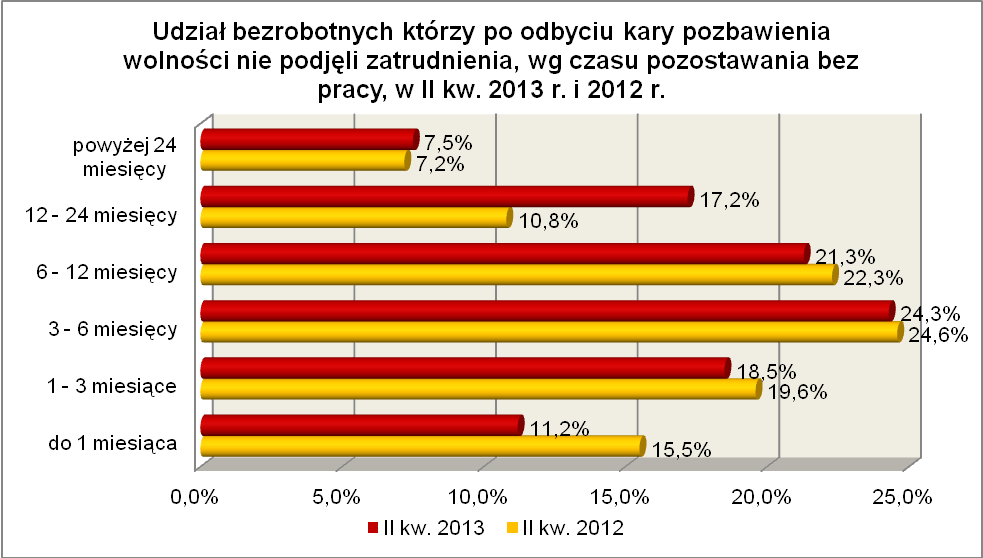 Udział bezrobotnych którzy po odbyciu kary pozbawienia
wolności nie podjęli zatrudnienia, wg czasu pozostawania bez
pracy, w II kw. 2013 r. i 2012 r.
powyżej 24
miesięcy
7,5%
7,2%
12 - 24 miesięcy
17,2%
10,8%
6 - 12 miesięcy
21,3%
22,3%
3 - 6 miesięcy
24,3%
24,6%
1 - 3 miesiące
18,5%
19,6%
do 1 miesiąca
11,2%
15,5%
0,0% 5,0% 10,0% 15,0% 20,0% 25,0%
II kw. 2013 II kw. 2012